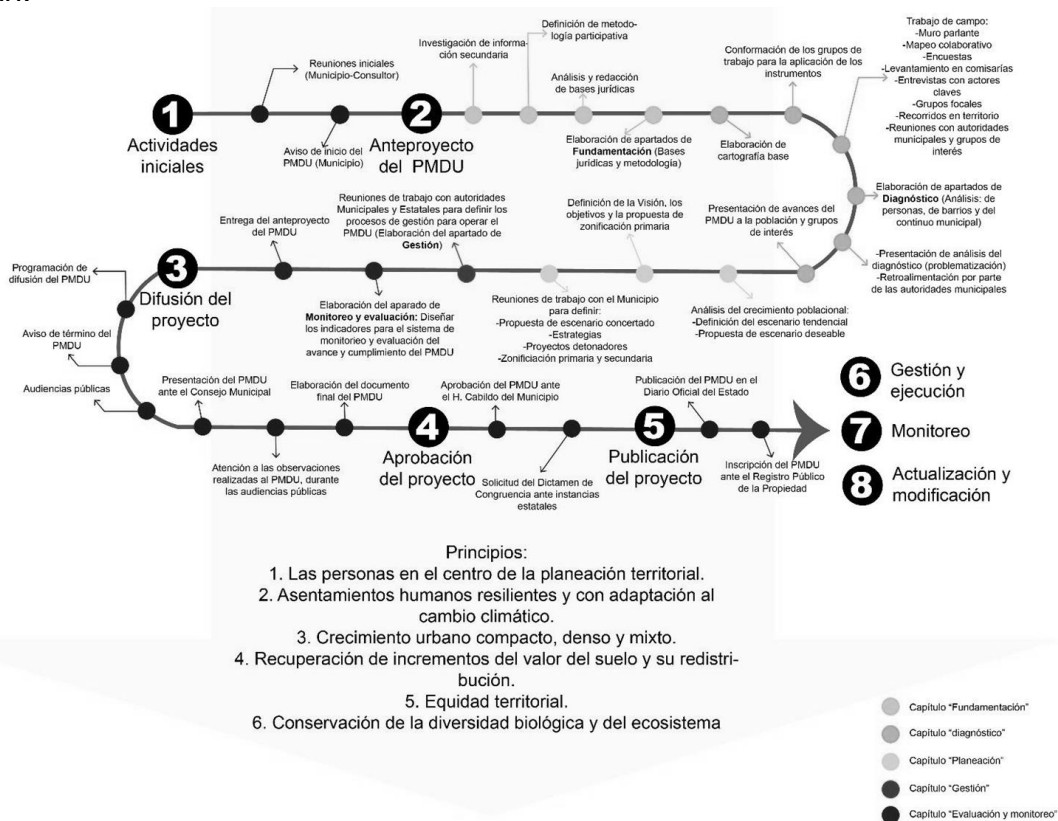 Reuniones iniciales
(Municipio-Consultor)
1
Actividades
iniciales
Aviso de inicio del
PMDU (Municipio)
2
Anteproyecto
del PMDU
Investigación de informa-
ción secundaria
Definición de metodo-
logía participativa
Análisis y redacción
de bases jurídicas
Elaboración de apartados de
Fundamentación (Bases
jurídicas y metodología)
Elaboración de
cartografía base
Conformación de los grupos de
trabajo para la aplicación de los
instrumentos
Trabajo de campo:
-Muro parlante
-Mapeo colaborativo
-Encuestas
-Levantamiento en comisarías
-Entrevistas con actores
claves
-Grupos focales
-Recorridos en territorio
-Reuniones con autoridades
municipales y grupos de
interés
Elaboración de apartados de
Diagnóstico (Análisis: de
personas, de barrios y del
continuo municipal)
-Presentación de análisis del
diagnóstico (problematización)
-Retroalimentación por parte
de las autoridades municipales
Presentación de avances del
PMDU a la población y grupos
de interés
Análisis del crecimiento poblacional:
-Definición del escenario tendencial
-Propuesta de escenario deseable
Definición de la Visión, los
objetivos y la propuesta de
zonificación primaria
Reuniones de trabajo con el Municipio
para definir:
-Propuesta de escenario concertado
-Estrategias
-Proyectos detonadores
-Zonificiación primaria y secundaria
Reuniones de trabajo con autoridades
Municipales y Estatales para definir los
procesos de gestión para operar el
PMDU (Elaboración del apartado de
Gestión)
Elaboración del aparado de
Monitoreo y evaluación: Diseñar
los indicadores para el sistema de
monitorieo y evaluación del
avance y cumplimiento del PMDU
Entrega del anteproyecto
del PMDU
3
Difusión del
proyecto
Programación de
difusión del PMDU
Aviso de término del
PMDU
Audiencias públicas
Presentación del PMDU
ante el Consejo Municipal
Atención a las observaciones
realizadas al PMDU, durante
las audiencias públicas
Elaboración del documento
final del PMDU
4
Aprobación
del proyecto
Aprobación del PMDU ante
el H. Cabildo del Municipio
Solicitud del Dictamen de
Congruencia ante instancias
estatales
5
Publicación
del proyecto
Publicación del PMDU en el
Diario Oficial del Estado
Inscripción del PMDU
ante el Registro Público
de la Propiedad
6 Gestión y
ejecución
7 Monitoreo
8 Actualización y
modificación
Principios:
1. Las personas en el centro de la planeación territorial.
2. Asentamientos humanos resilientes y con adaptación al
cambio climático.
3. Crecimiento urbano compacto, denso y mixto.
4. Recuperación de incrementos del valor del suelo y su redistri-
bución.
5. Equidad territorial.
6. Conservación de la diversidad biológica y del ecosistema
Capítulo "Fundamentación"
Capítulo "diagnóstico"
Capítulo "Planeación"
Capítulo "Gestión"
Capítulo "Evaluación y monitoreo"